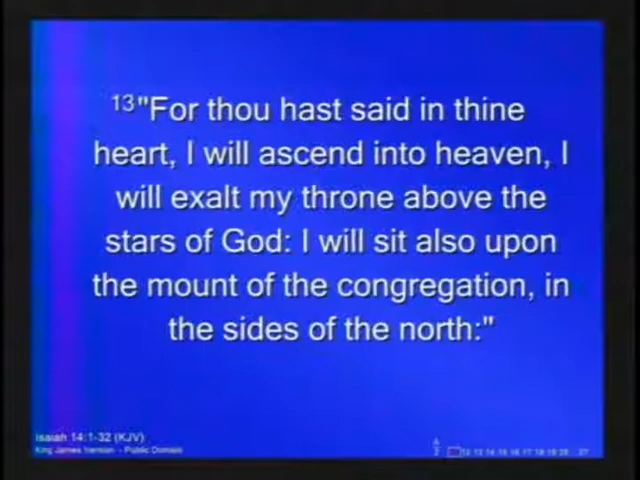 13"For thou hast said in thine
heart, I will ascend into heaven, I
will exalt my throne above the
stars of God: I will sit also upon
the mount of the congregation, in
the sides of the north:"
Isaiah 14:1-32 (KJV)
King James Version - Public Domain